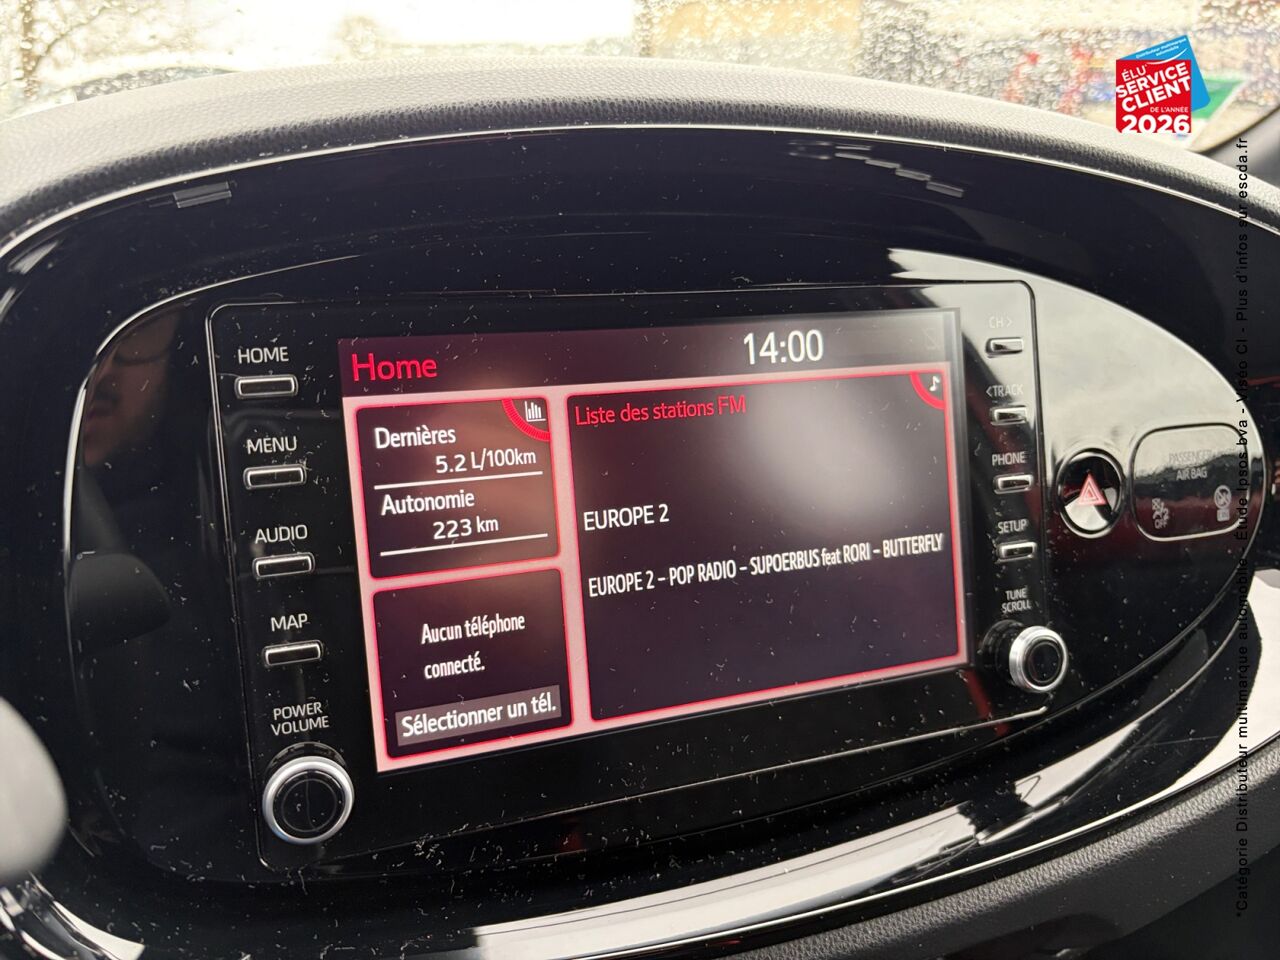 Distributeur multimarque
automobile
ÉLU
SERVICE
CLIENT
DE L'ANNÉE
2026
HOME
MENU
AUDIO
MAP
POWER
VOLUME
Home
14:00
Dernières
5.2 L/100km
Autonomie
223 km
Aucun téléphone
connecté.
Sélectionner un tél.
Liste des stations FM
EUROPE 2
EUROPE 2 – POP RADIO – SUPOERBUS feat RORI – BUTTERFLY
CH >
< TRACK
PHONE
SETUP
TUNE
SCROLL
PASSENGER
AIR BAG
*Catégorie Distributeur multimarque automobile - Étude Ipsos bva - Viséo CI - Plus d'infos sur escda.fr